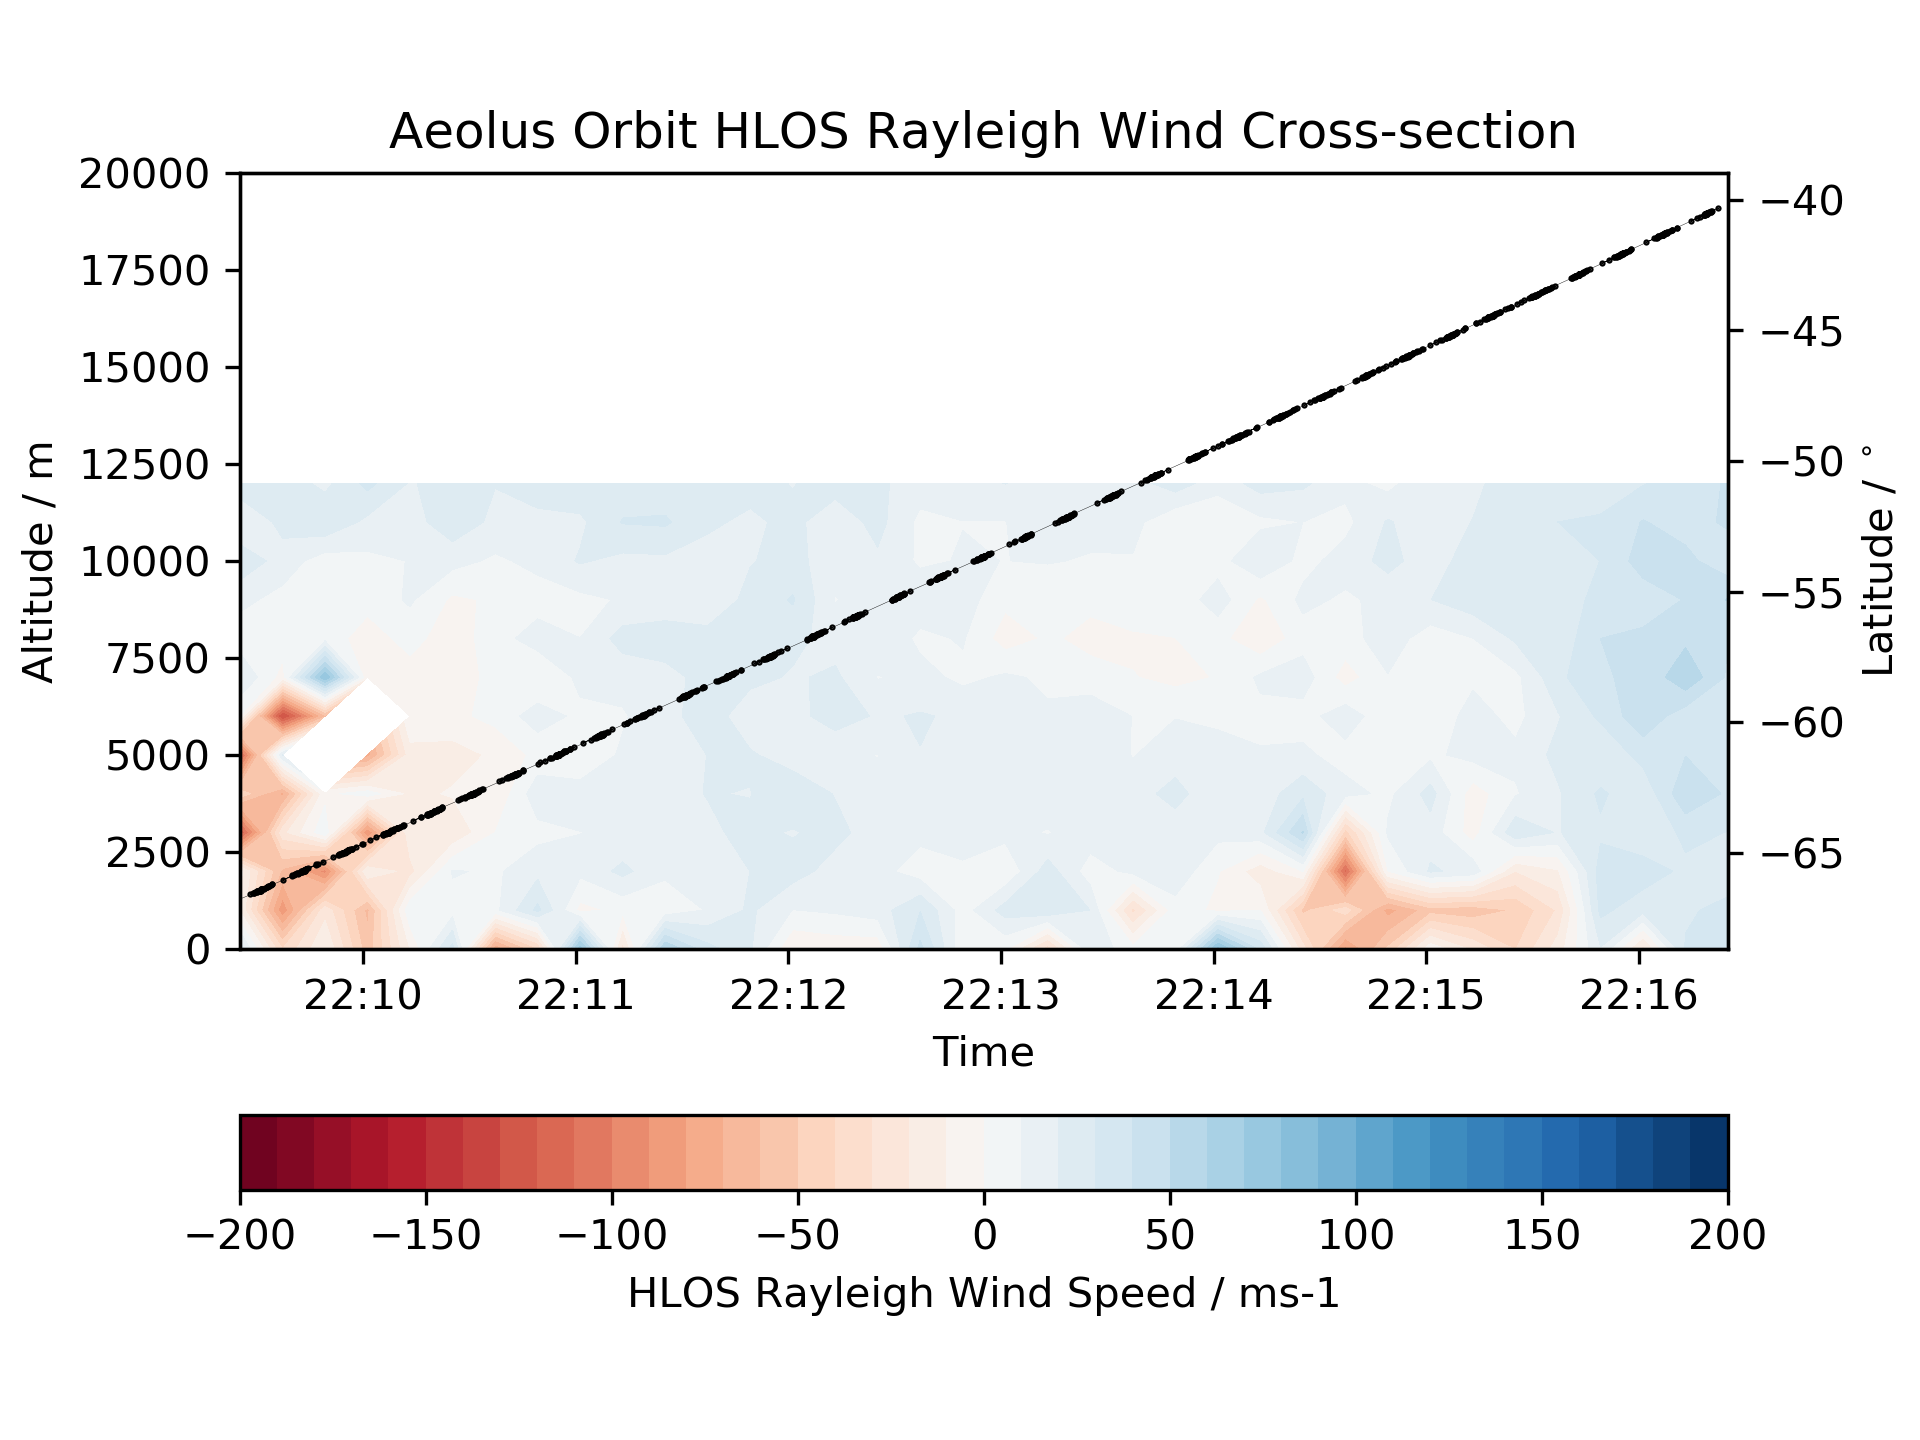 Aeolus Orbit HLOS Rayleigh Wind Cross-section
20000
17500
15000
12500
10000
7500
5000
2500
0
Altitude / m
−40
−45
−50
−55
−60
−65
Latitude / °
22:10 22:11 22:12 22:13 22:14 22:15 22:16
Time
−200 −150 −100 −50 0 50 100 150 200
HLOS Rayleigh Wind Speed / ms-1